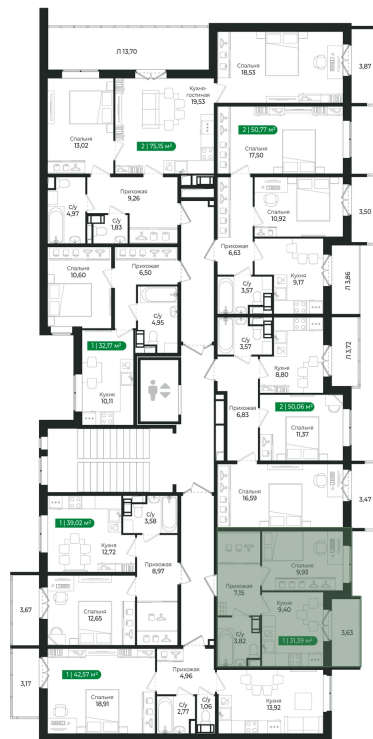 Л 13,70
Спальня
18,53
3,87
Кухня-
гостиная
19,53
Спальня
13,02
2 | 75,15 м²
2 | 50,77 м²
Спальня
17,50
Прихожая
9,26
С/у
4,97
С/у
1,83
Спальня
10,92
3,50
Прихожая
6,63
Прихожая
6,50
Спальня
10,60
С/у
3,57
Кухня
9,17
Л 3,86
С/у
4,95
1 | 32,17 м²
С/у
3,57
Кухня
8,80
Л 3,72
Кухня
10,11
Прихожая
6,83
2 | 50,06 м²
Спальня
11,37
Спальня
16,59
3,47
1 | 39,02 м²
С/у
3,58
Кухня
12,72
Прихожая
8,97
Спальня
9,93
Прихожая
7,15
Кухня
9,40
3,67
Спальня
12,65
С/у
3,82
1 | 31,39 м²
3,63
3,17
1 | 42,57 м²
Прихожая
4,96
Спальня
18,91
С/у
2,77
С/у
1,06
Кухня
13,92